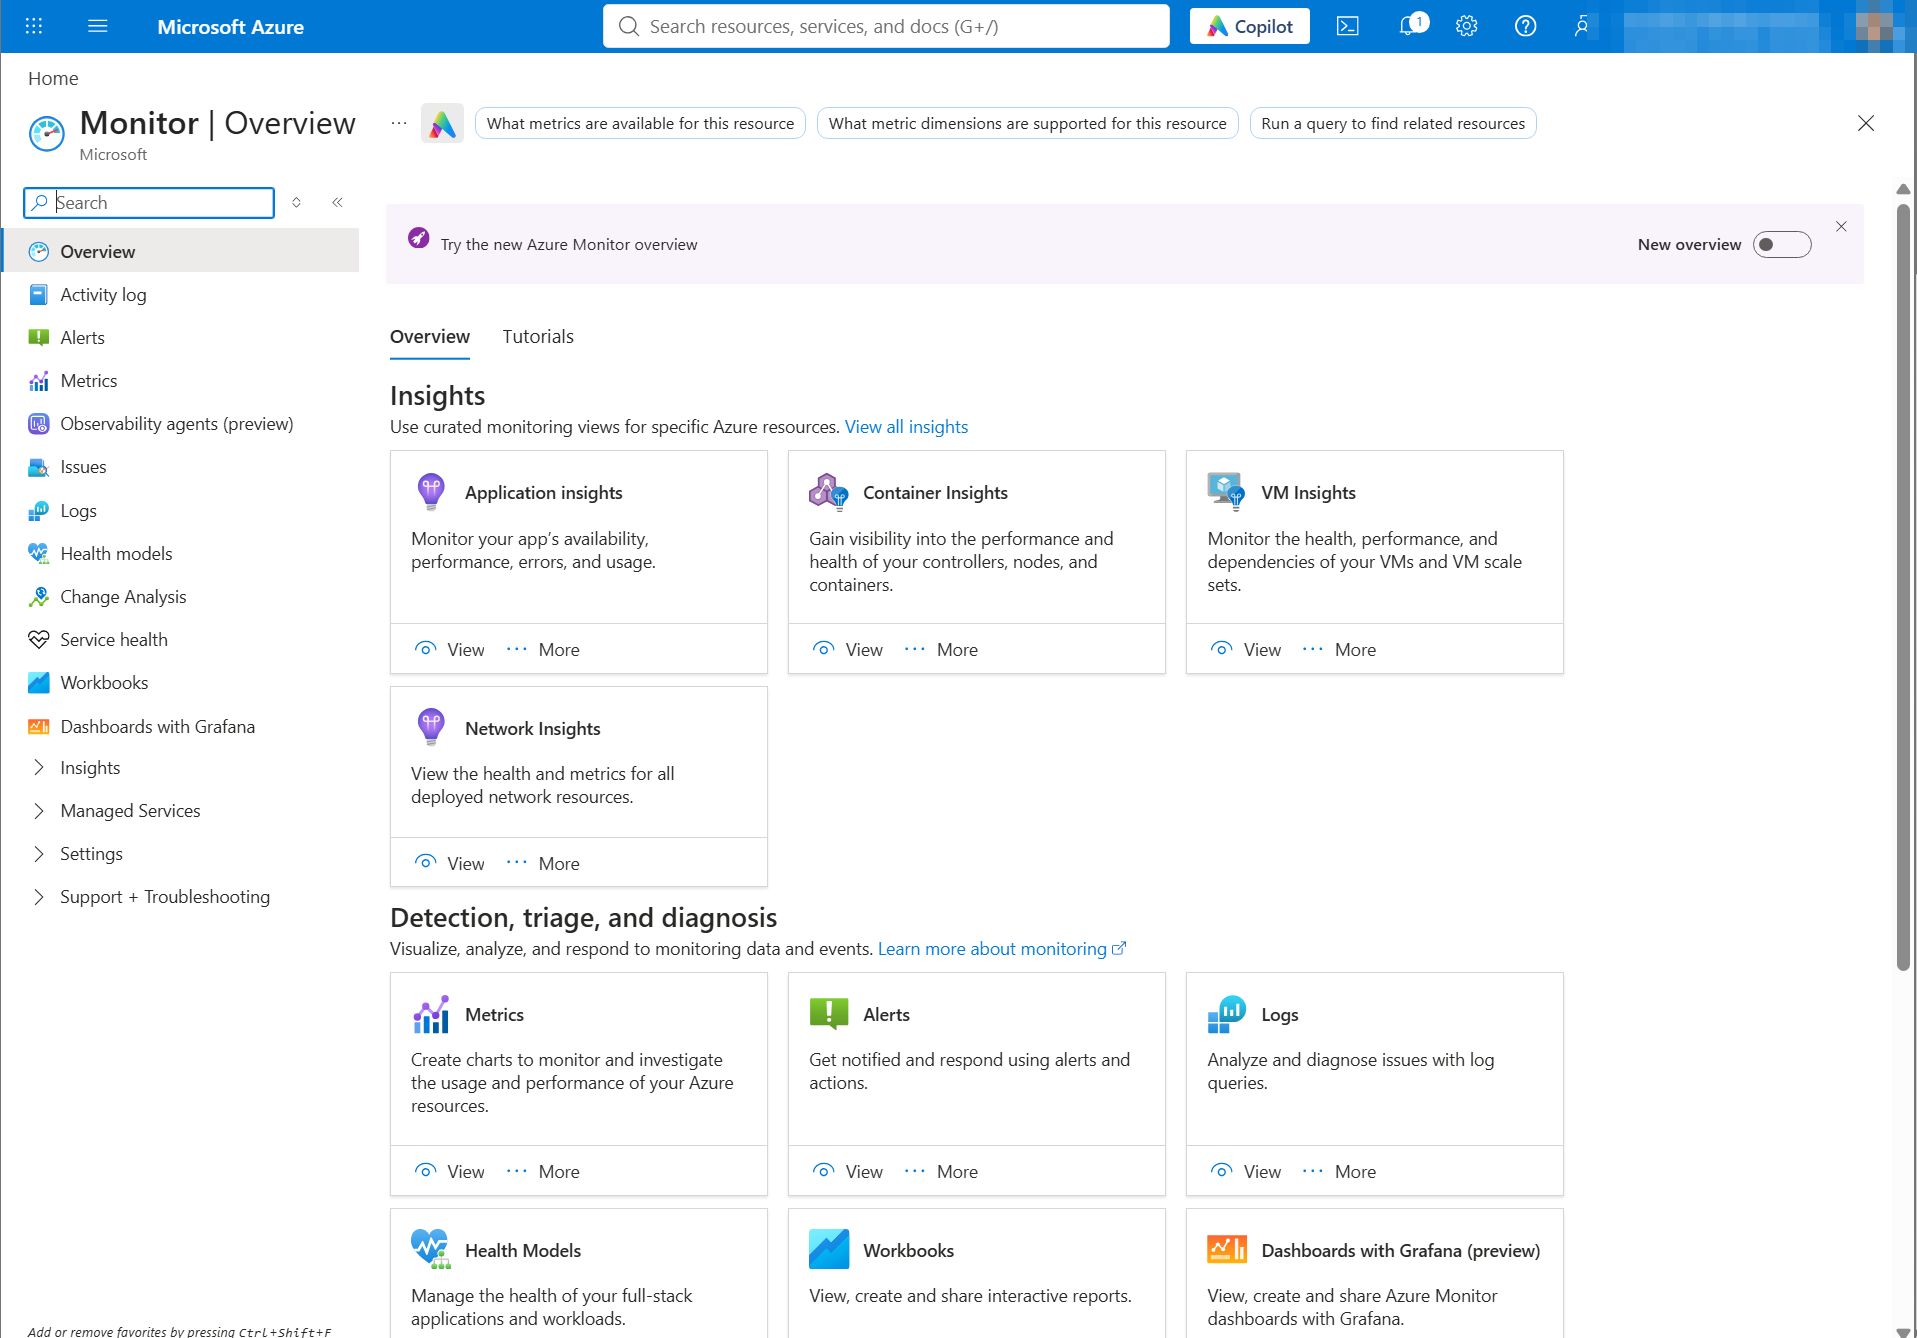 Microsoft Azure
Search resources, services, and docs (G+/)
Copilot
1
Home
Monitor | Overview
Microsoft
What metrics are available for this resource
What metric dimensions are supported for this resource
Run a query to find related resources
Search
Overview
Activity log
Alerts
Metrics
Observability agents (preview)
Issues
Logs
Health models
Change Analysis
Service health
Workbooks
Dashboards with Grafana
Insights
Managed Services
Settings
Support + Troubleshooting
Add or remove favorites by pressing Ctrl+Shift+F
Try the new Azure Monitor overview
New overview
Overview
Tutorials
Insights
Use curated monitoring views for specific Azure resources. View all insights
Application insights
Monitor your app’s availability,
performance, errors, and usage.
View
More
Container Insights
Gain visibility into the performance and
health of your controllers, nodes, and
containers.
View
More
VM Insights
Monitor the health, performance, and
dependencies of your VMs and VM scale
sets.
View
More
Network Insights
View the health and metrics for all
deployed network resources.
View
More
Detection, triage, and diagnosis
Visualize, analyze, and respond to monitoring data and events. Learn more about monitoring
Metrics
Create charts to monitor and investigate
the usage and performance of your Azure
resources.
View
More
Alerts
Get notified and respond using alerts and
actions.
View
More
Logs
Analyze and diagnose issues with log
queries.
View
More
Health Models
Manage the health of your full-stack
applications and workloads.
Workbooks
View, create and share interactive reports.
Dashboards with Grafana (preview)
View, create and share Azure Monitor
dashboards with Grafana.